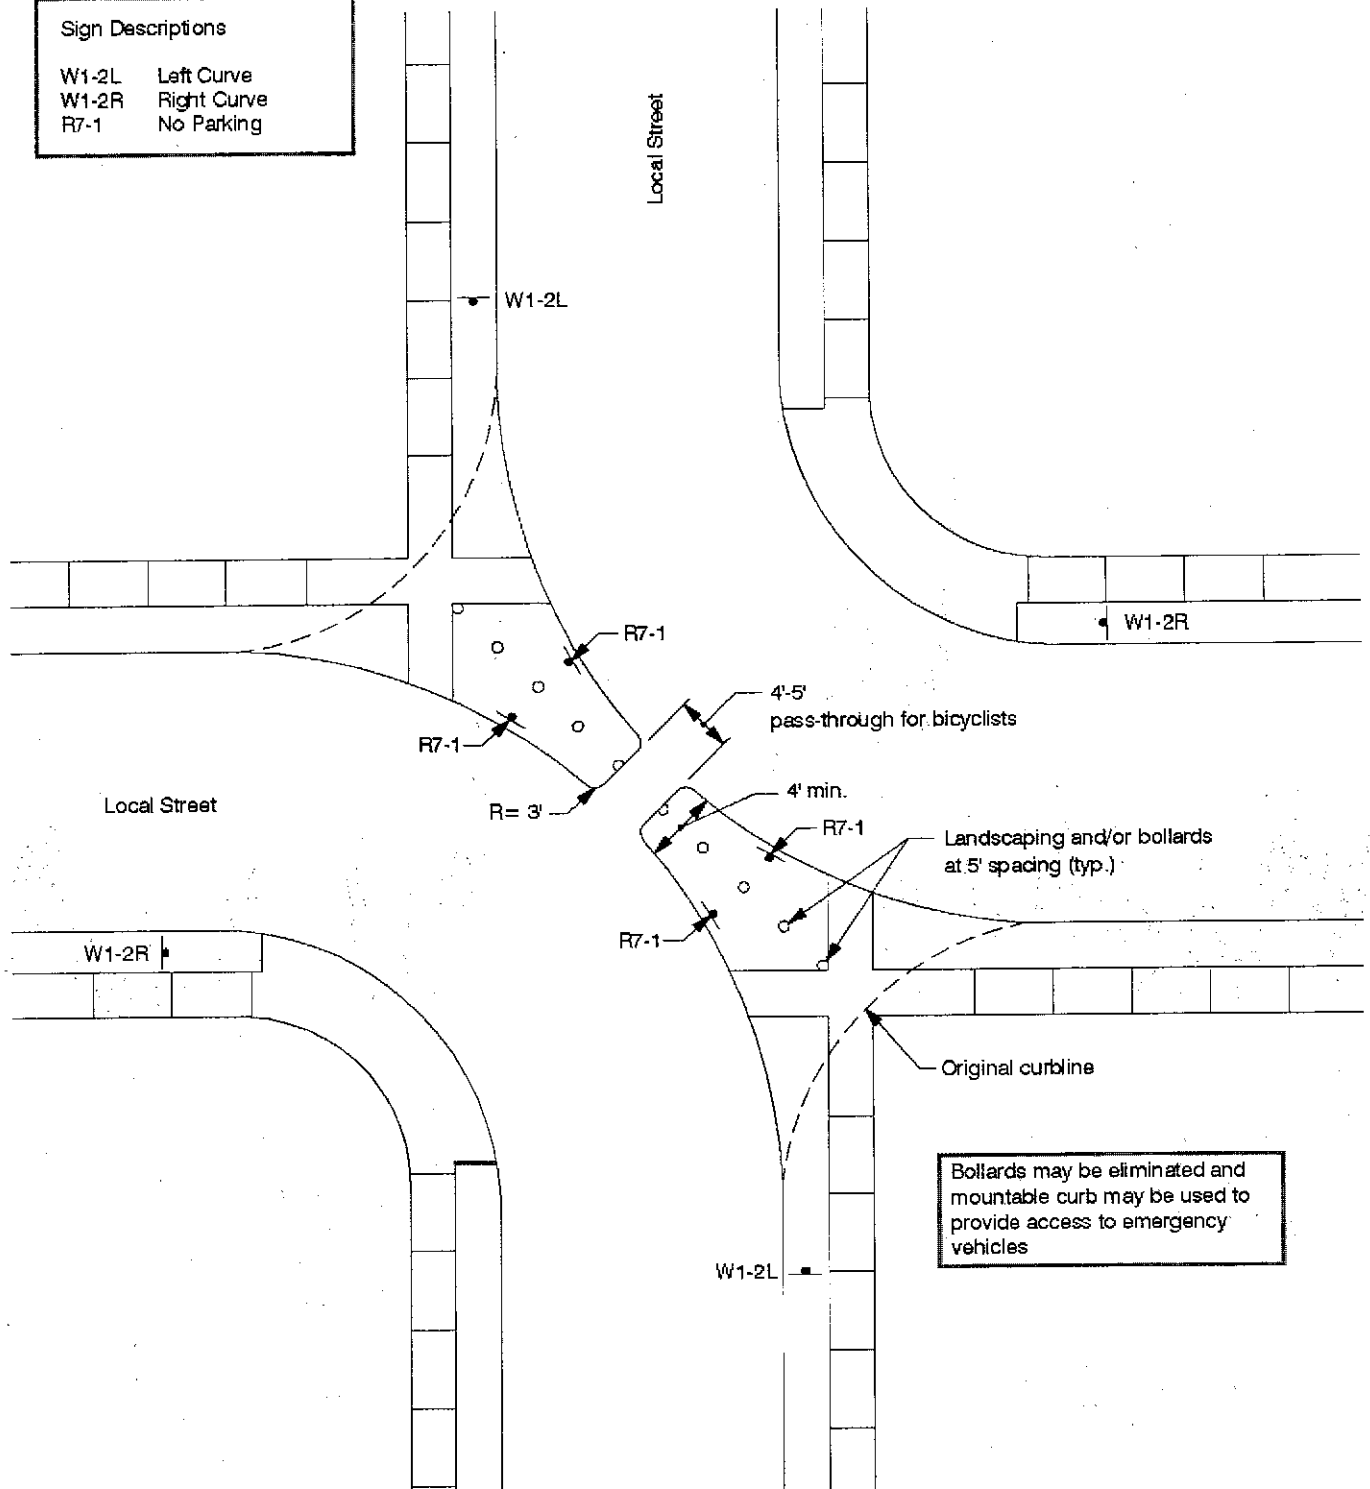 Sign Descriptions
W1-2L Left Curve
W1-2R Right Curve
R7-1 No Parking
Local Street
W1-2L
W1-2R
R7-1
4'-5'
pass-through for bicyclists
R7-1
Local Street
R= 3'
4' min.
R7-1
Landscaping and/or bollards
at 5' spacing (typ.)
R7-1
W1-2R
Original curbline
Bollards may be eliminated and
mountable curb may be used to
provide access to emergency
vehicles
W1-2L